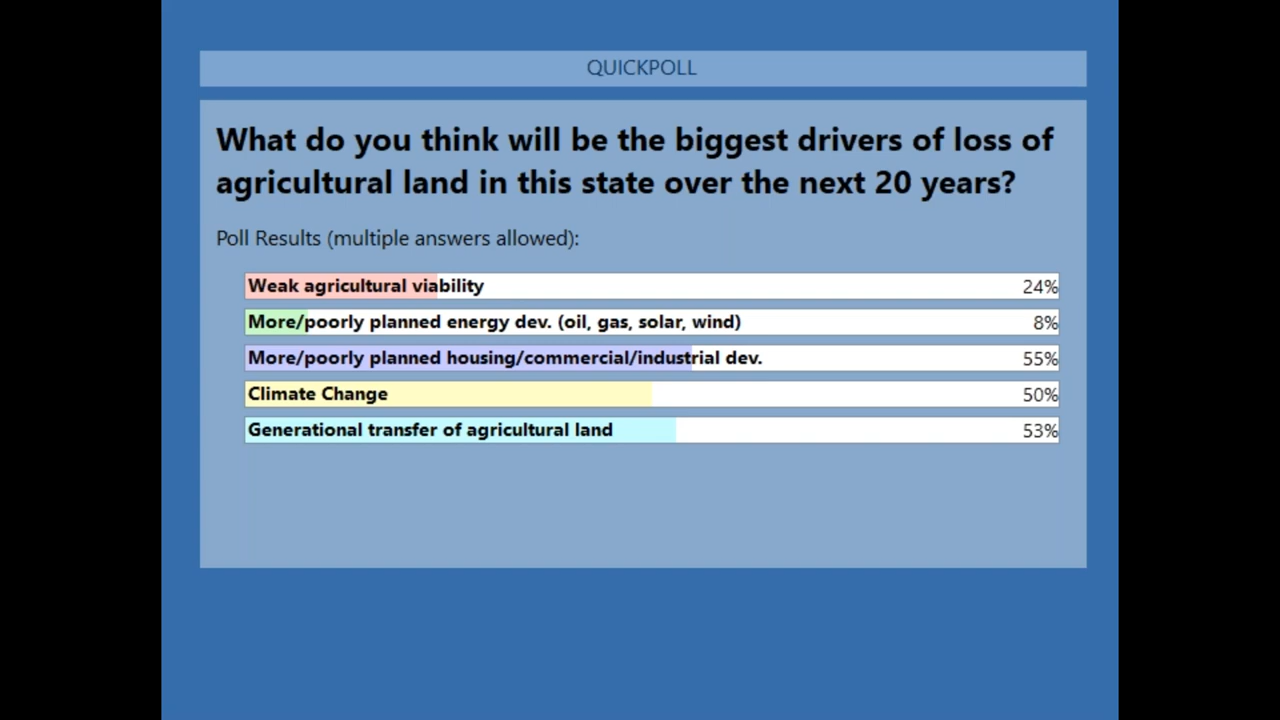 QUICKPOLL
What do you think will be the biggest drivers of loss of
agricultural land in this state over the next 20 years?
Poll Results (multiple answers allowed):
Weak agricultural viability 24%
More/poorly planned energy dev. (oil, gas, solar, wind) 8%
More/poorly planned housing/commercial/industrial dev. 55%
Climate Change 50%
Generational transfer of agricultural land 53%